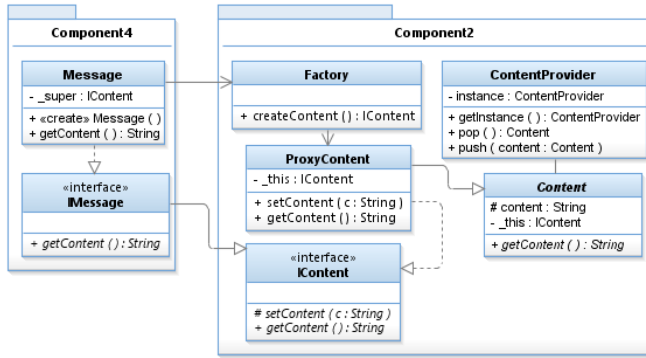 Component4
Message
- _super : IContent
+ «create» Message ( )
+ getContent ( ) : String
«interface»
IMessage
+ getContent ( ) : String
Component2
Factory
+ createContent ( ) : IContent
ContentProvider
- instance : ContentProvider
+ getInstance ( ) : ContentProvider
+ pop ( ) : Content
+ push ( content : Content )
ProxyContent
- _this : IContent
+ setContent ( c : String )
+ getContent ( ) : String
Content
# content : String
- _this : IContent
+ getContent ( ) : String
«interface»
IContent
# setContent ( c : String )
+ getContent ( ) : String